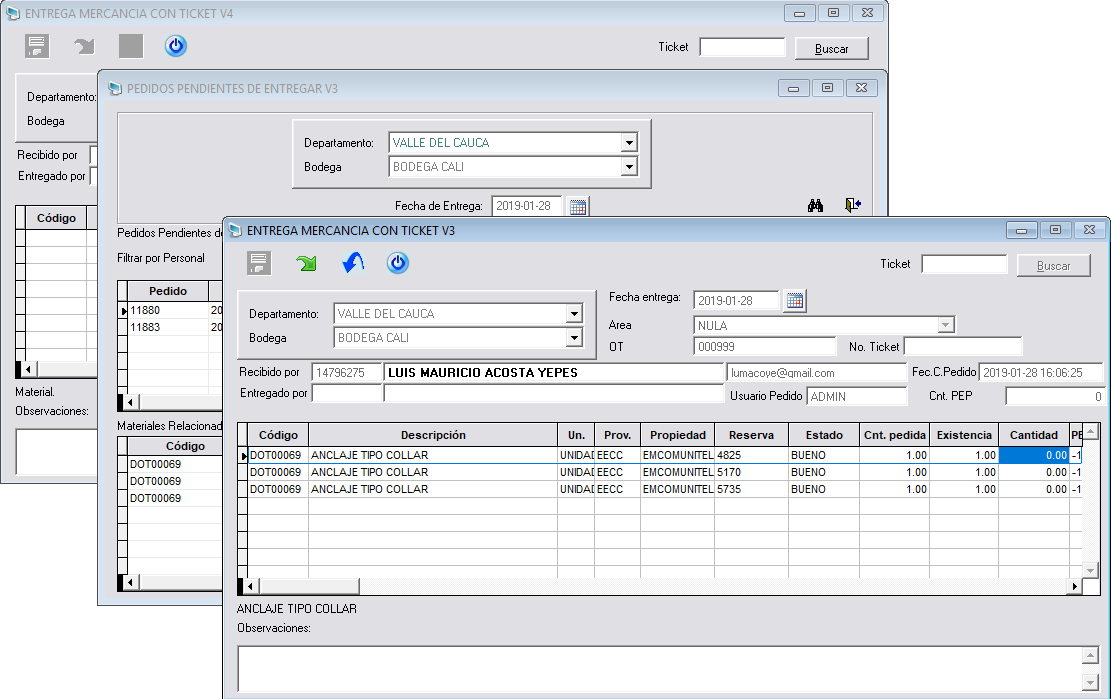 ENTREGA MERCANCIA CON TICKET V4
Ticket Buscar
Departamento:
Bodega
Recibido por
Entregado por
Código
Material.
Observaciones:
PEDIDOS PENDIENTES DE ENTREGAR V3
Departamento: VALLE DEL CAUCA
Bodega BODEGA CALI
Fecha de Entrega: 2019-01-28
Pedidos Pendientes de
Filtrar por Personal
Pedido
11880 20
11883 20
Materiales Relacionad
Código
DOT00069
DOT00069
DOT00069
ENTREGA MERCANCIA CON TICKET V3
Ticket Buscar
Departamento: VALLE DEL CAUCA
Bodega BODEGA CALI
Fecha entrega: 2019-01-28
Area NULA
OT 000999 No. Ticket
Recibido por 14796275 LUIS MAURICIO ACOSTA YEPES lumacoye@gmail.com Fec.C.Pedido 2019-01-28 16:06:25
Entregado por Usuario Pedido ADMIN Cnt. PEP 0
Código Descripción Un. Prov. Propiedad Reserva Estado Cnt. pedida Existencia Cantidad PE
DOT00069 ANCLAJE TIPO COLLAR UNIDAD EECC EMCOMUNITEL 4825 BUENO 1.00 1.00 0.00 -1
DOT00069 ANCLAJE TIPO COLLAR UNIDAD EECC EMCOMUNITEL 5170 BUENO 1.00 1.00 0.00 -1
DOT00069 ANCLAJE TIPO COLLAR UNIDAD EECC EMCOMUNITEL 5735 BUENO 1.00 1.00 0.00 -1
ANCLAJE TIPO COLLAR
Observaciones: